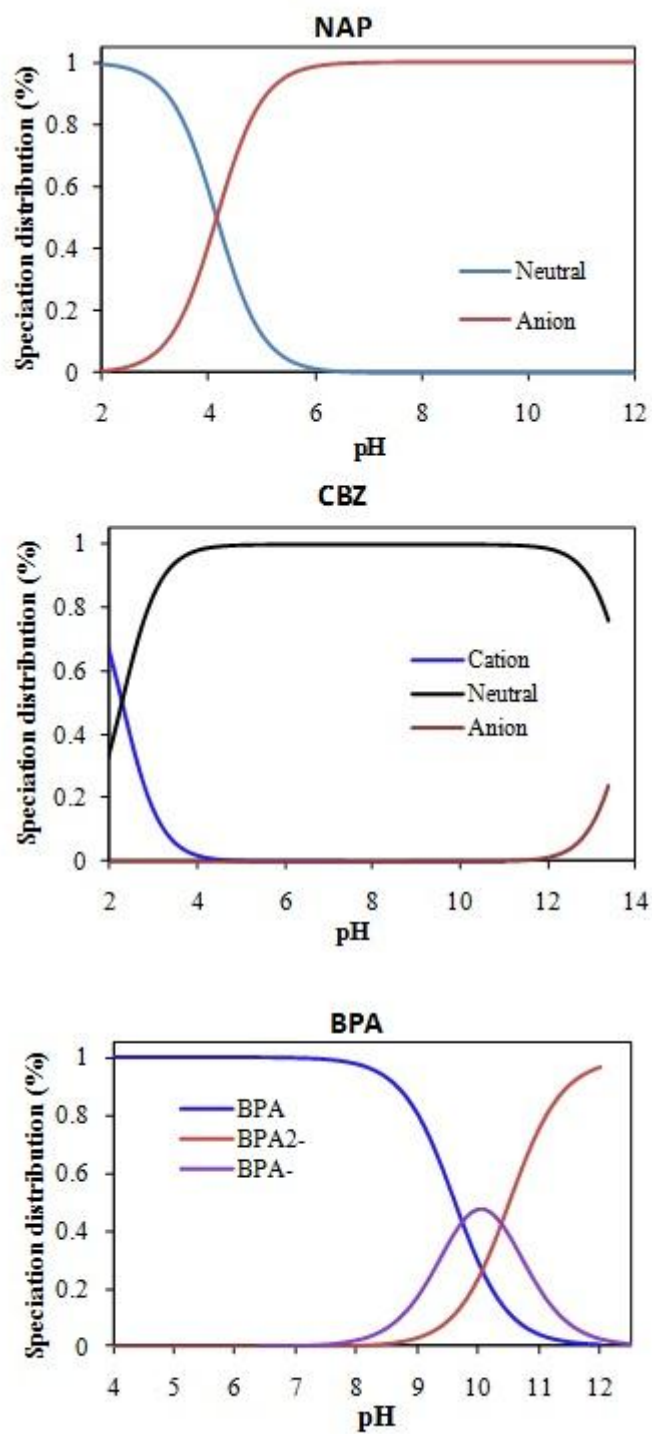 NAP
Speciation distribution (%)
1
0.8
0.6
0.4
0.2
0
Neutral
Anion
2 4 6 8 10 12
pH
CBZ
Speciation distribution (%)
1
0.8
0.6
0.4
0.2
0
Cation
Neutral
Anion
2 4 6 8 10 12 14
pH
BPA
Speciation distribution (%)
1
0.8
0.6
0.4
0.2
0
BPA
BPA2-
BPA-
4 5 6 7 8 9 10 11 12
pH